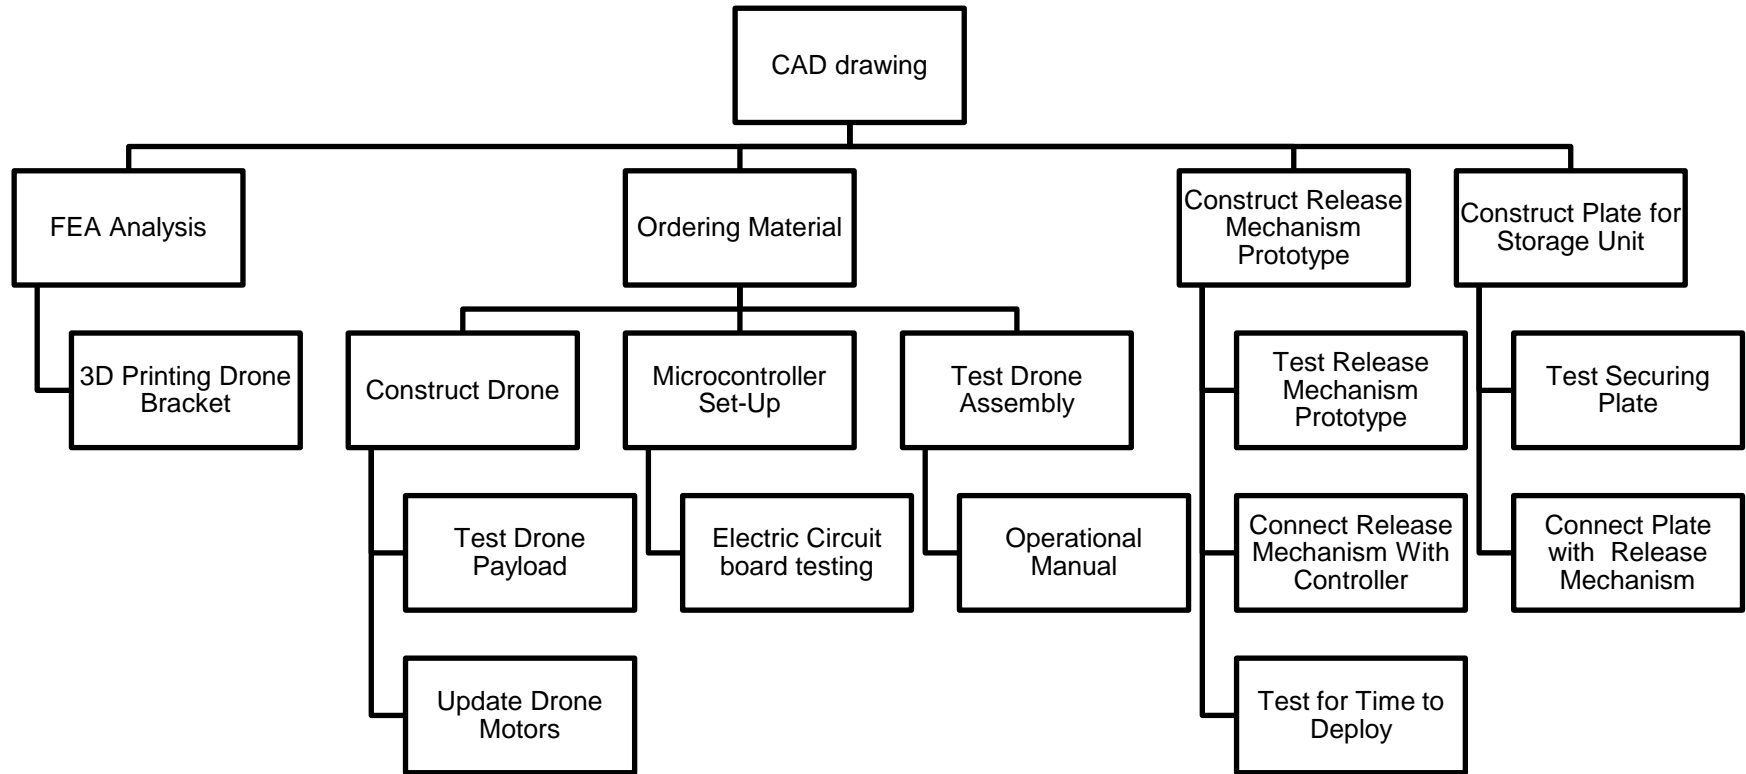 CAD drawing
FEA Analysis
Ordering Material
Construct Release
Mechanism
Prototype
Construct Plate for
Storage Unit
3D Printing Drone
Bracket
Construct Drone
Microcontroller
Set-Up
Test Drone
Assembly
Test Release
Mechanism
Prototype
Test Securing
Plate
Test Drone
Payload
Electric Circuit
board testing
Operational
Manual
Connect Release
Mechanism With
Controller
Connect Plate
with  Release
Mechanism
Update Drone
Motors
Test for Time to
Deploy